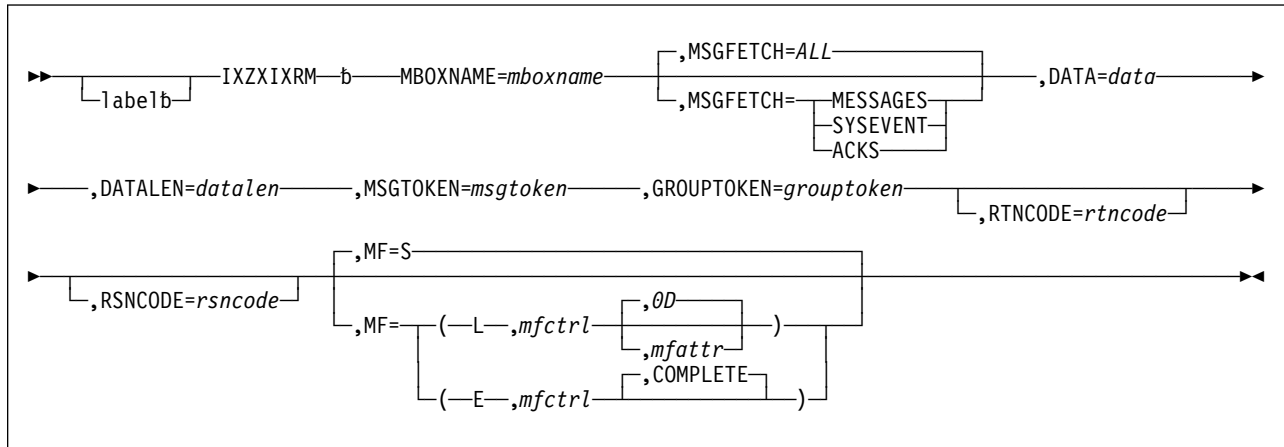 ,MSGFETCH=ALL
IXZXIXRM ƀ MBOXNAME=mboxname ,DATA=data
labelƀ ,MSGFETCH= MESSAGES
SYSEVENT
ACKS
,DATALEN=datalen ,MSGTOKEN=msgtoken ,GROUPTOKEN=grouptoken
,RTNCODE=rtncode
,MF=S
,RSNCODE=rsncode ,0D
,MF= ( L ,mfctrl )
,mfattr
,COMPLETE
( E ,mfctrl )